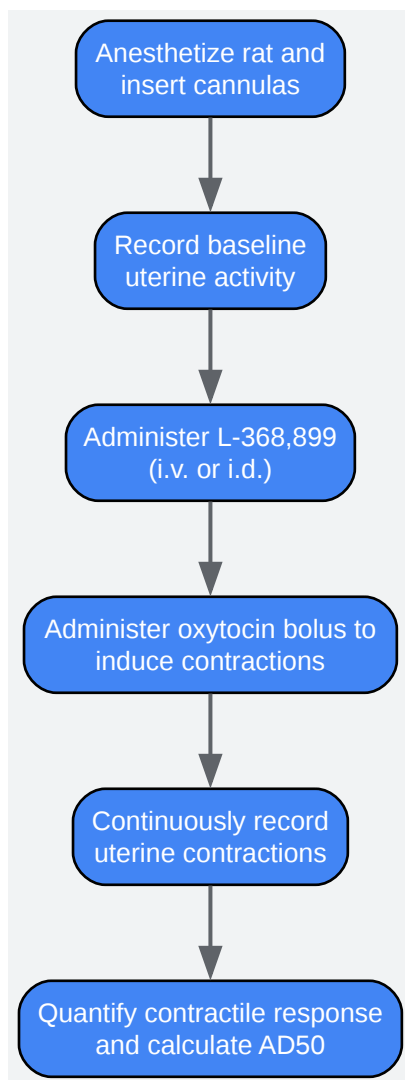 Anesthetize rat and
insert cannulas
Record baseline
uterine activity
Administer L-368,899
(i.v. or i.d.)
Administer oxytocin bolus to
induce contractions
Continuously record
uterine contractions
Quantify contractile response
and calculate AD50